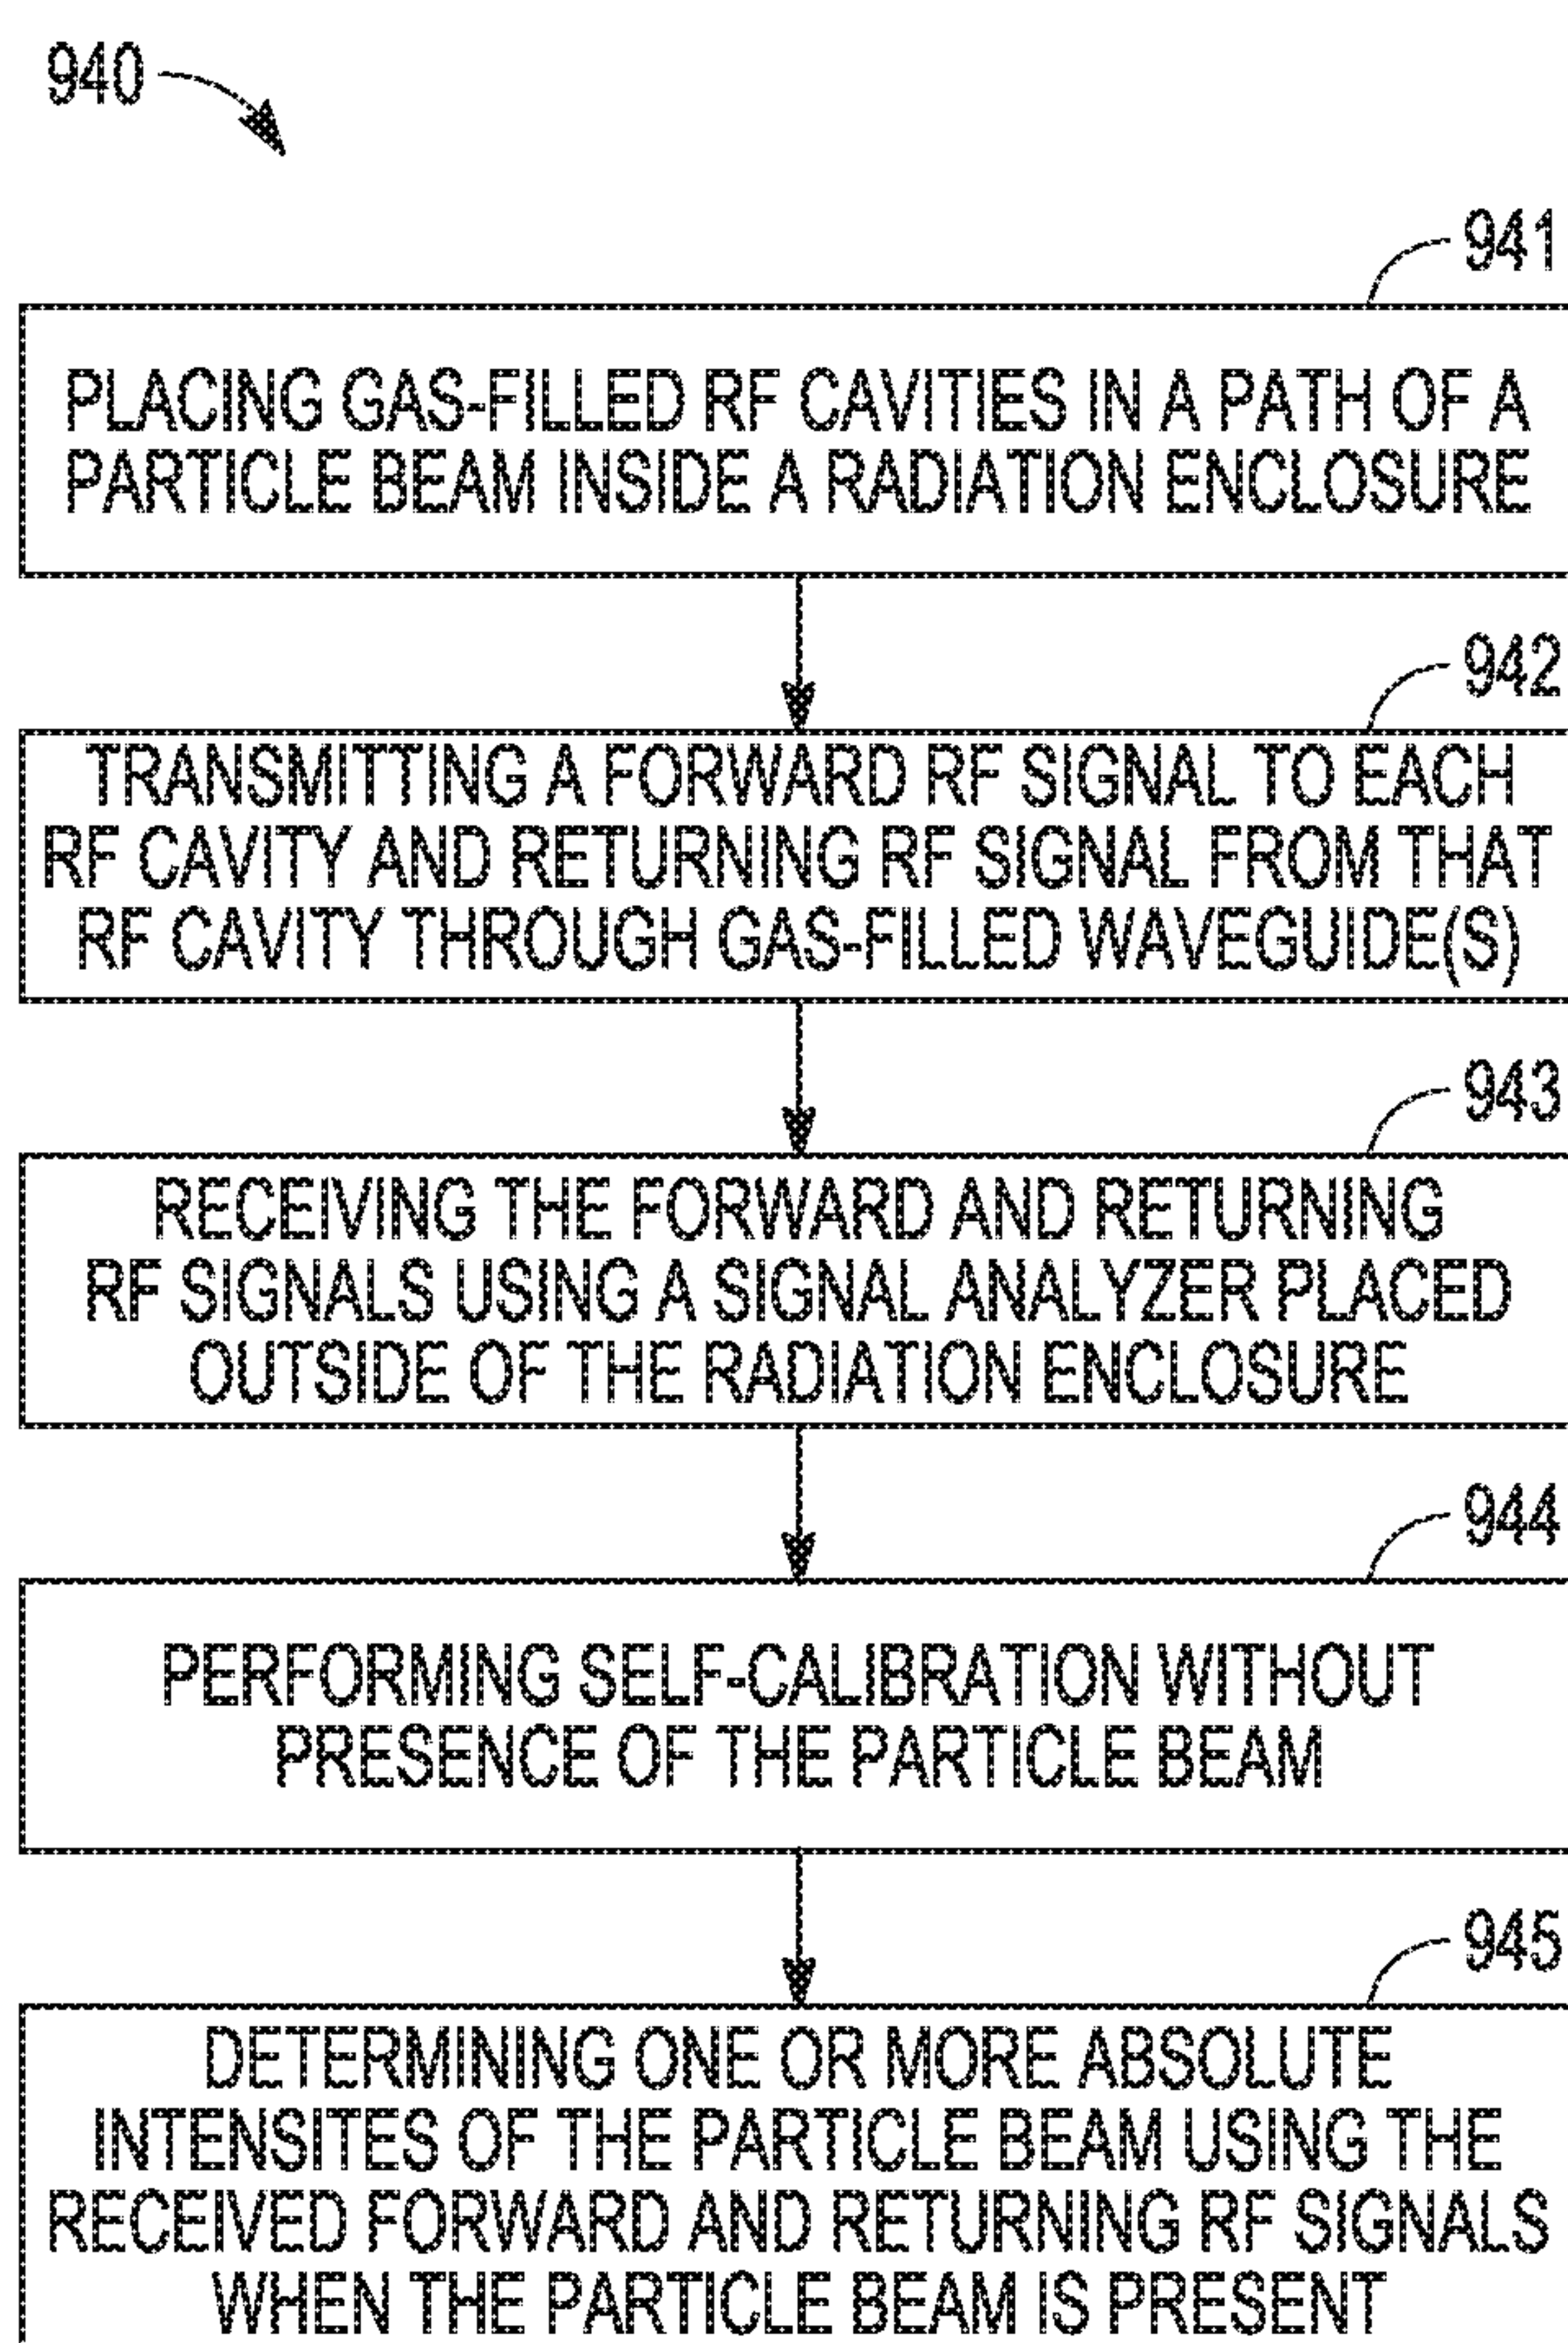 940
941
PLACING GAS-FILLED RF CAVITIES IN A PATH OF A
PARTICLE BEAM INSIDE A RADIATION ENCLOSURE
942
TRANSMITTING A FORWARD RF SIGNAL TO EACH
RF CAVITY AND RETURNING RF SIGNAL FROM THAT
RF CAVITY THROUGH GAS-FILLED WAVEGUIDE(S)
943
RECEIVING THE FORWARD AND RETURNING
RF SIGNALS USING A SIGNAL ANALYZER PLACED
OUTSIDE OF THE RADIATION ENCLOSURE
944
PERFORMING SELF-CALIBRATION WITHOUT
PRESENCE OF THE PARTICLE BEAM
945
DETERMINING ONE OR MORE ABSOLUTE
INTENSITES OF THE PARTICLE BEAM USING THE
RECEIVED FORWARD AND RETURNING RF SIGNALS
WHEN THE PARTICLE BEAM IS PRESENT